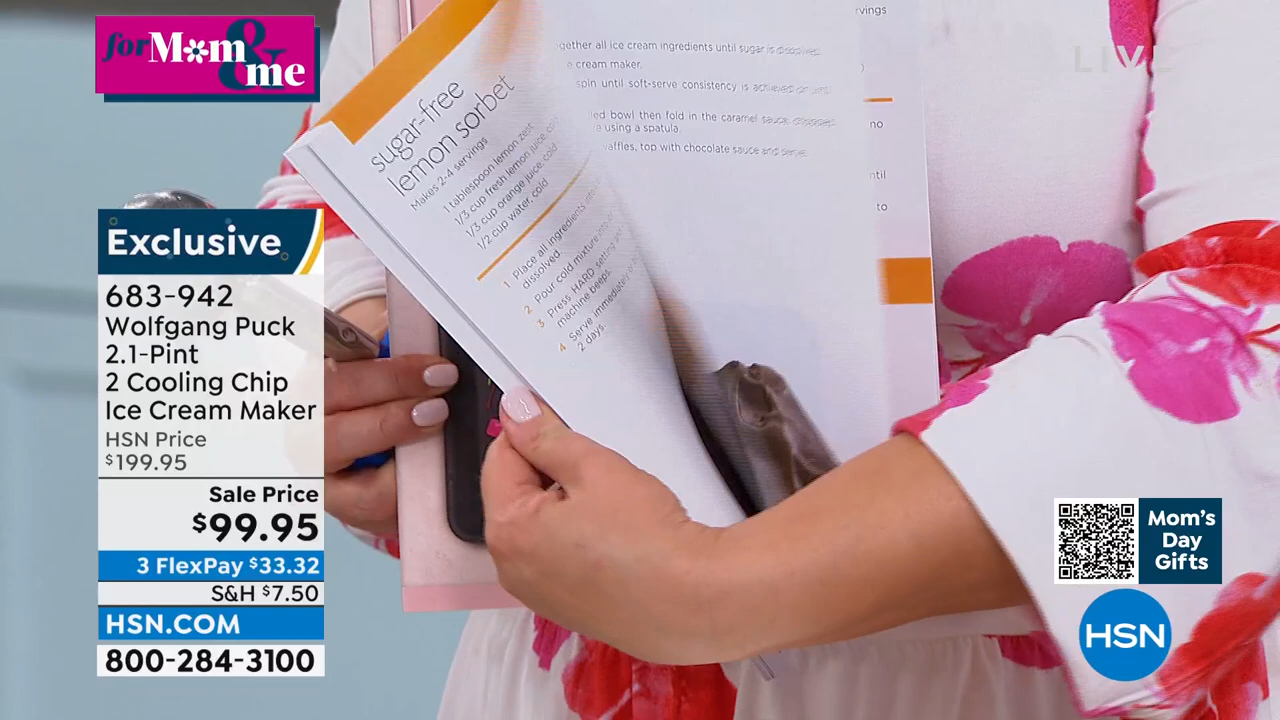 for Mom
& me
LIVE
Exclusive
683-942
Wolfgang Puck
2.1-Pint
2 Cooling Chip
Ice Cream Maker
HSN Price
$199.95
Sale Price
$99.95
3 FlexPay $33.32
S&H $7.50
HSN.COM
800-284-3100
sugar-free
lemon sorbet
Makes 2-4 servings
1 tablespoon lemon zest
1/3 cup fresh lemon juice, cold
1/3 cup orange juice, cold
1/2 cup water, cold
1 Place all ingredients
dissolved.
2 Pour cold mixture
3 Press HARD setting
machine beeps.
4 Serve immediately
2 days.
rvings
gether all ice cream ingredients until sugar is dissolved.
e cream maker.
spin until soft-serve consistency is achieved or until
led bowl then fold in the caramel sauce,
using a spatula.
waffles, top with chocolate sauce and serve.
no
ntil
to
Mom's
Day
Gifts
HSN